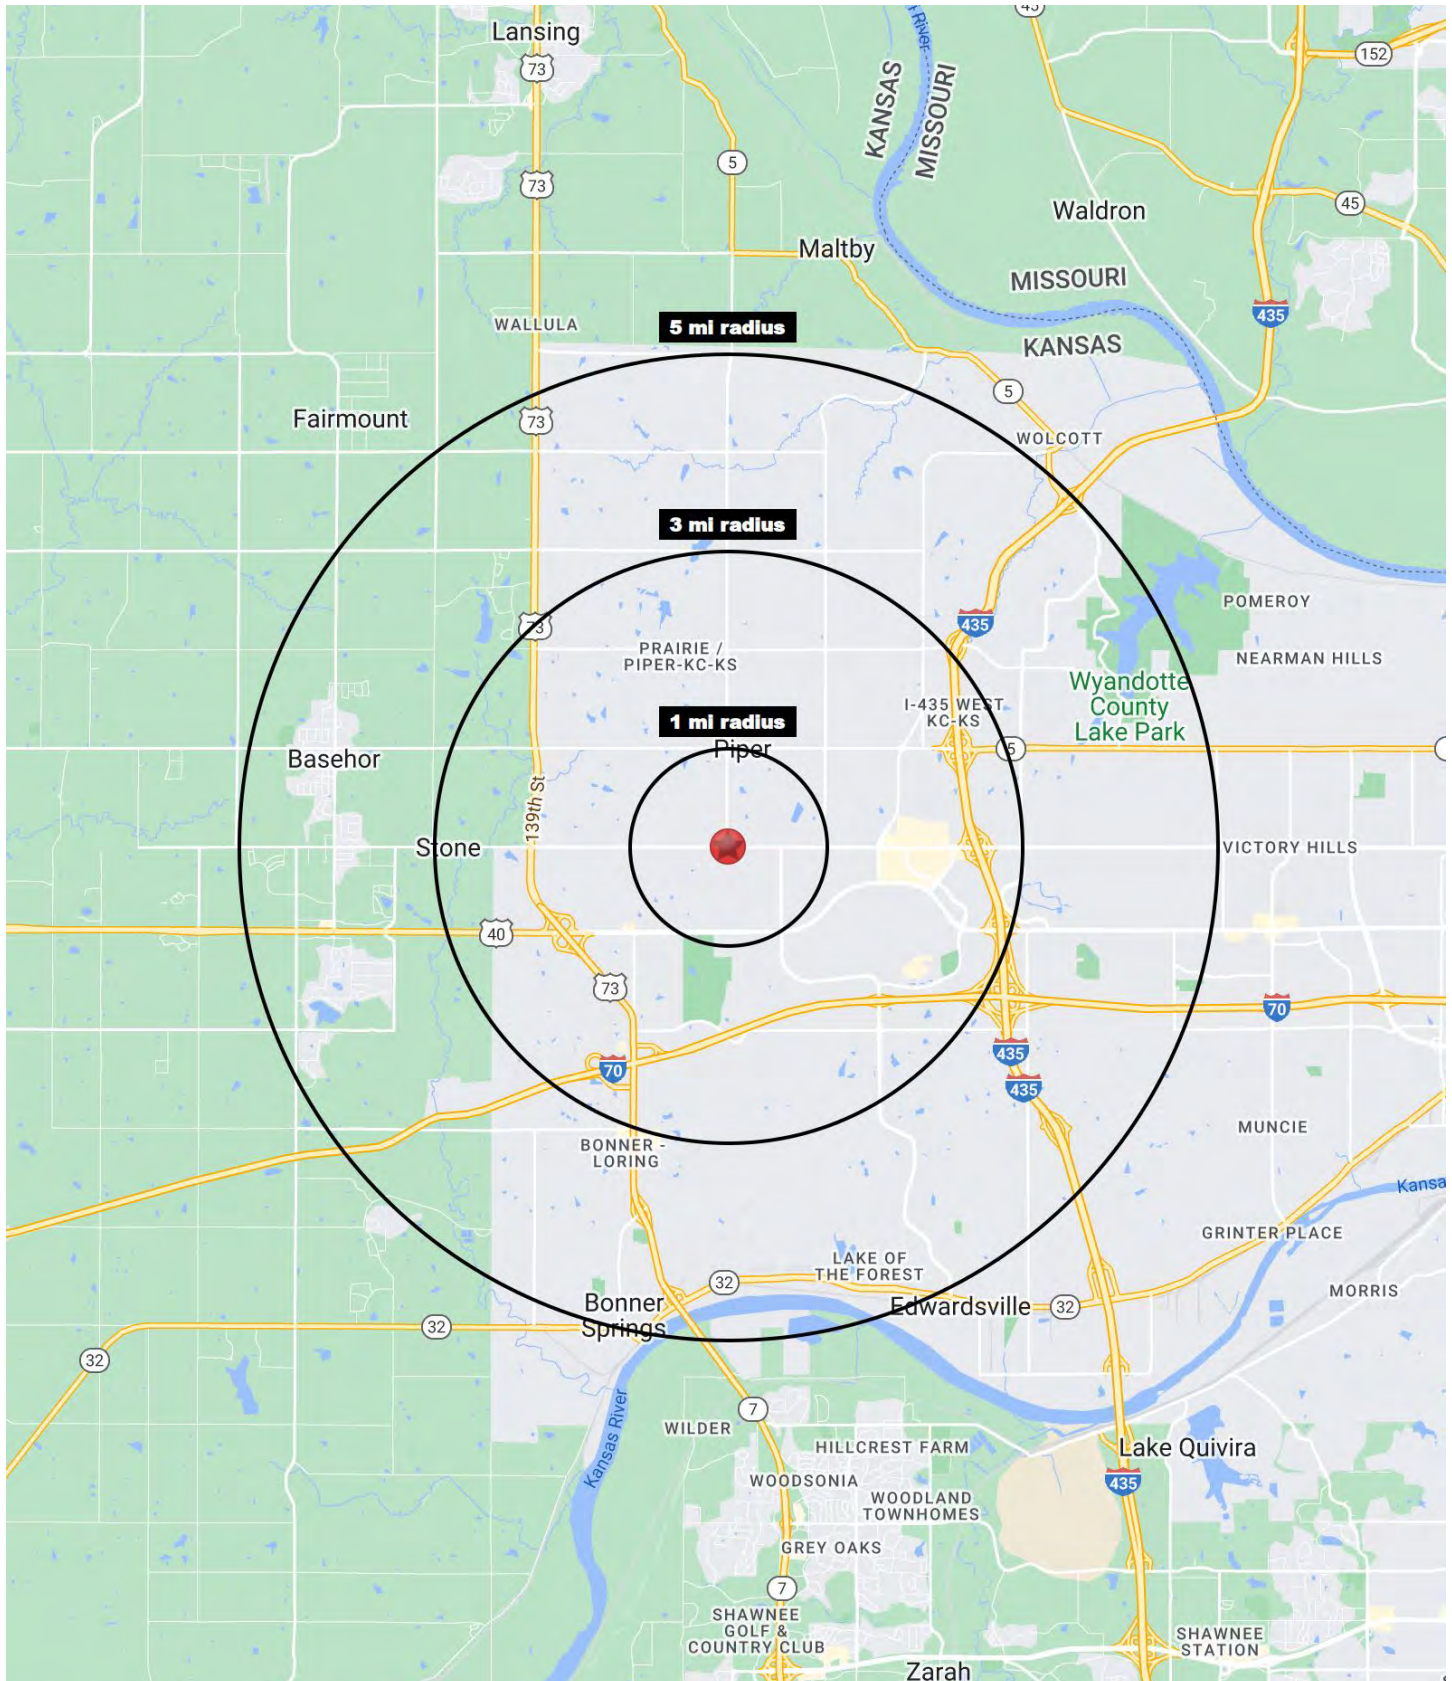 Lansing
45
73
152
5
KANSAS
MISSOURI
River
73
Waldron
45
Maltby
MISSOURI
435
WALLULA
5 mi radius
KANSAS
5
Fairmount
73
WOLCOTT
3 mi radius
POMEROY
435
73
PRAIRIE /
PIPER-KC-KS
NEARMAN HILLS
Wyandotte
County
Lake Park
I-435 WEST
KC-KS
1 mi radius
Piper
5
Basehor
139th St
Stone
VICTORY HILLS
40
73
70
435
70
435
MUNCIE
BONNER -
LORING
Kansa
GRINTER PLACE
LAKE OF
THE FOREST
32
MORRIS
Bonner
Springs
Edwardsville
32
32
32
Kansas River
7
WILDER
HILLCREST FARM
Lake Quivira
WOODSONIA
435
WOODLAND
TOWNHOMES
GREY OAKS
7
SHAWNEE
GOLF &
COUNTRY CLUB
SHAWNEE
STATION
Zarah